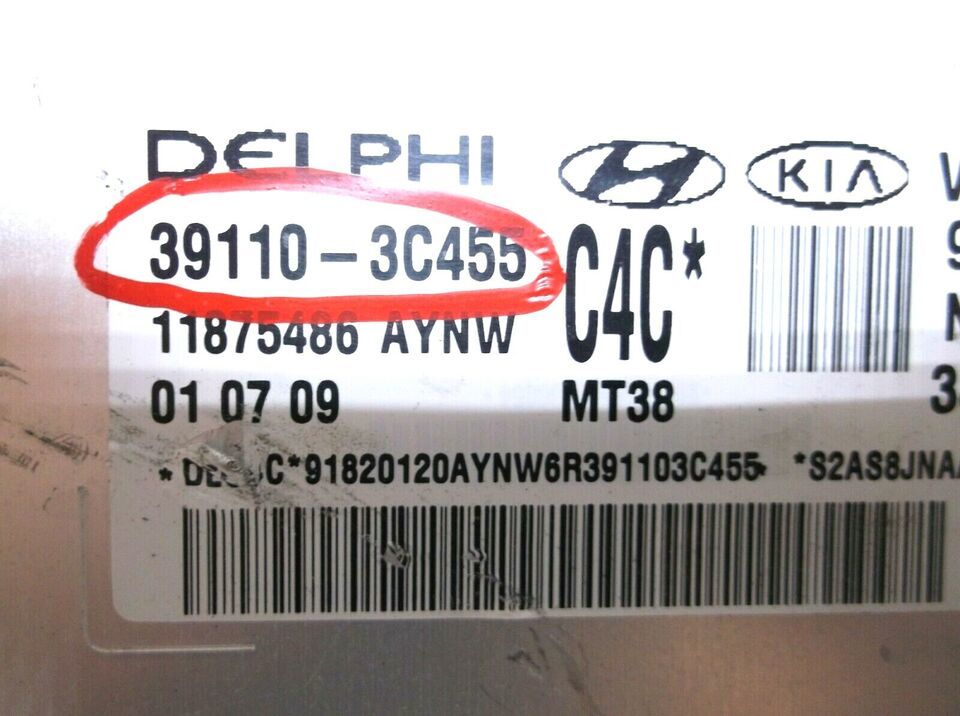 DELPHI
KIA
39110-3C455
C4C*
11875486 AYNW
01 07 09
MT38
*91820120AYNW6R391103C455* *S2AS8JNA